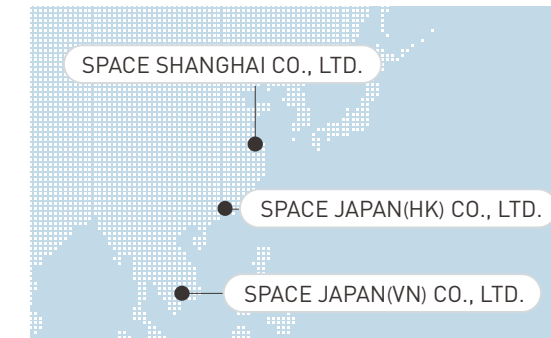 SPACE SHANGHAI CO., LTD.
SPACE JAPAN(HK) CO., LTD.
SPACE JAPAN(VN) CO., LTD.